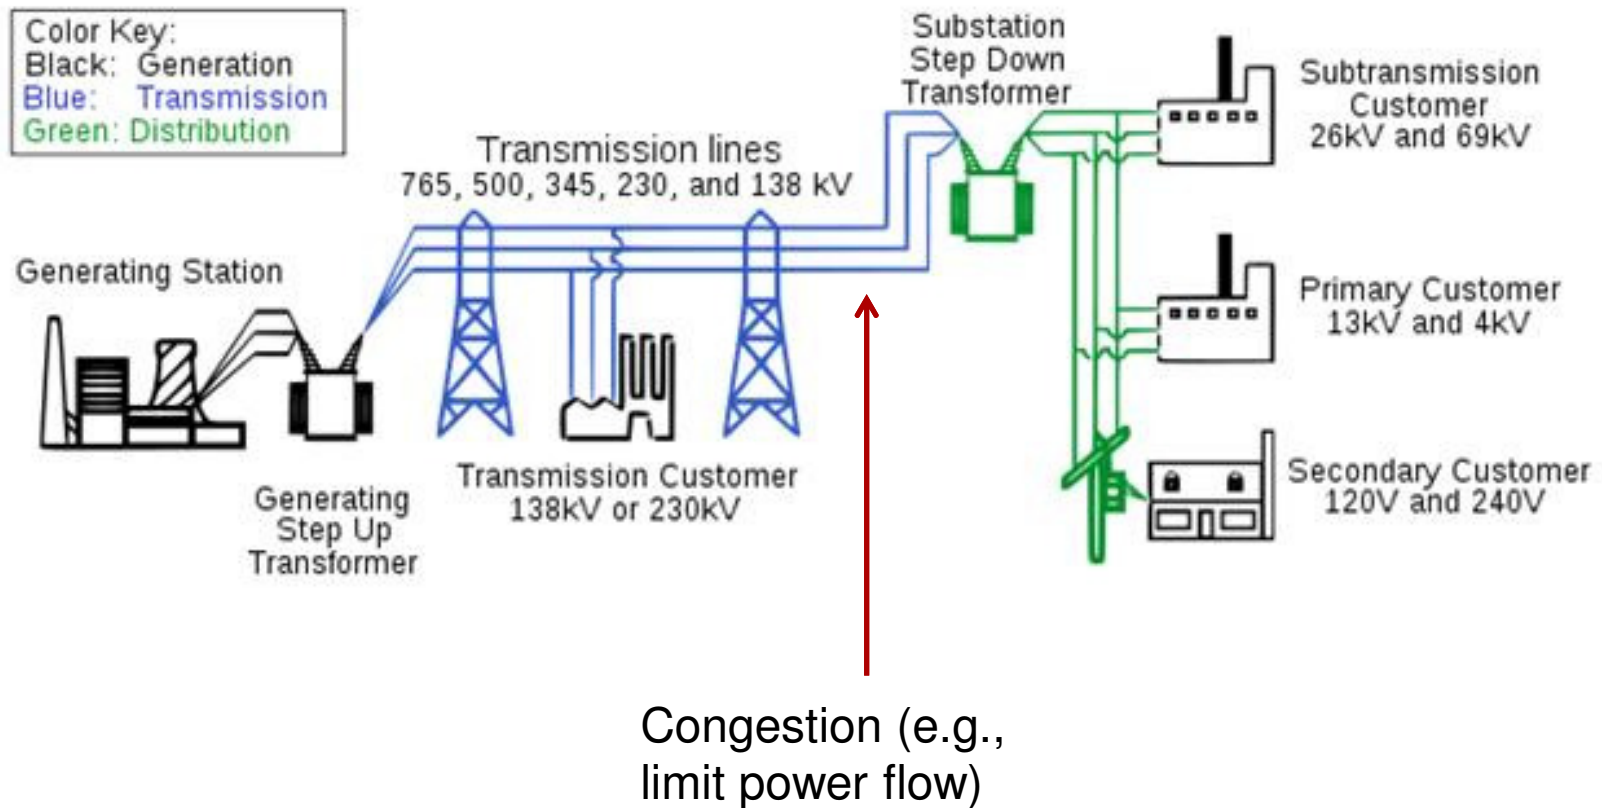 Color Key:
Black: Generation
Blue: Transmission
Green: Distribution
Substation
Step Down
Transformer
Subtransmission
Customer
26kV and 69kV
Transmission lines
765, 500, 345, 230, and 138 kV
Generating Station
Primary Customer
13kV and 4kV
Transmission Customer
138kV or 230kV
Secondary Customer
120V and 240V
Generating
Step Up
Transformer
Congestion (e.g.,
limit power flow)